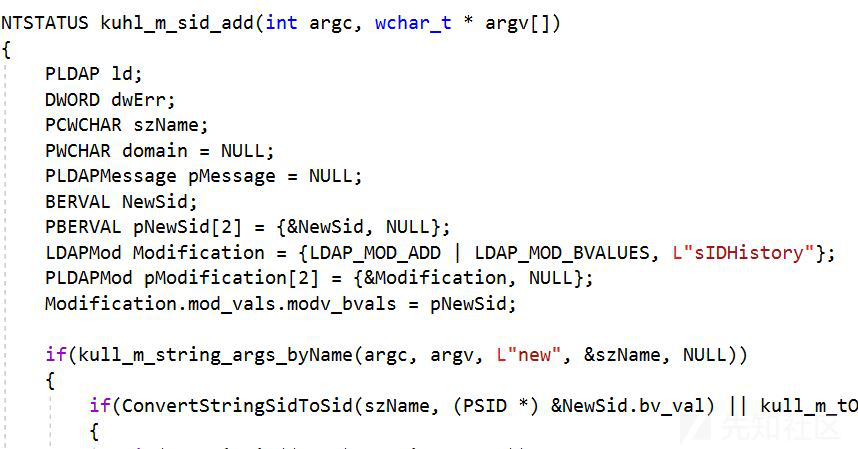 NTSTATUS kuhl_m_sid_add(int argc, wchar_t * argv[])
{
PLDAP ld;
DWORD dwErr;
PCWCHAR szName;
PWCHAR domain = NULL;
PLDAPMessage pMessage = NULL;
BERVAL NewSid;
PBERVAL pNewSid[2] = {&NewSid, NULL};
LDAPMod Modification = {LDAP_MOD_ADD | LDAP_MOD_BVALUES, L"sIDHistory"};
PLDAPMod pModification[2] = {&Modification, NULL};
Modification.mod_vals.modv_bvals = pNewSid;
if(kull_m_string_args_byName(argc, argv, L"new", &szName, NULL))
{
if(ConvertStringSidToSid(szName, (PSID *) &NewSid.bv_val) || kull_m_tO
{
先知社区